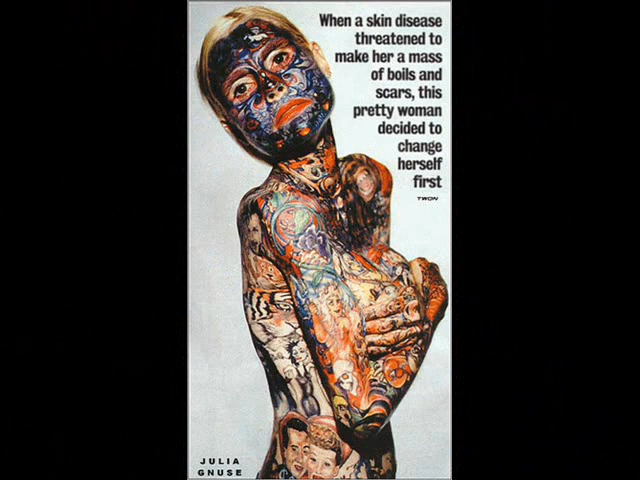 When a skin disease
threatened to
make her a mass
of boils and
scars, this
pretty woman
decided to
change
herself
first
TWON
JULIA
GNUSE